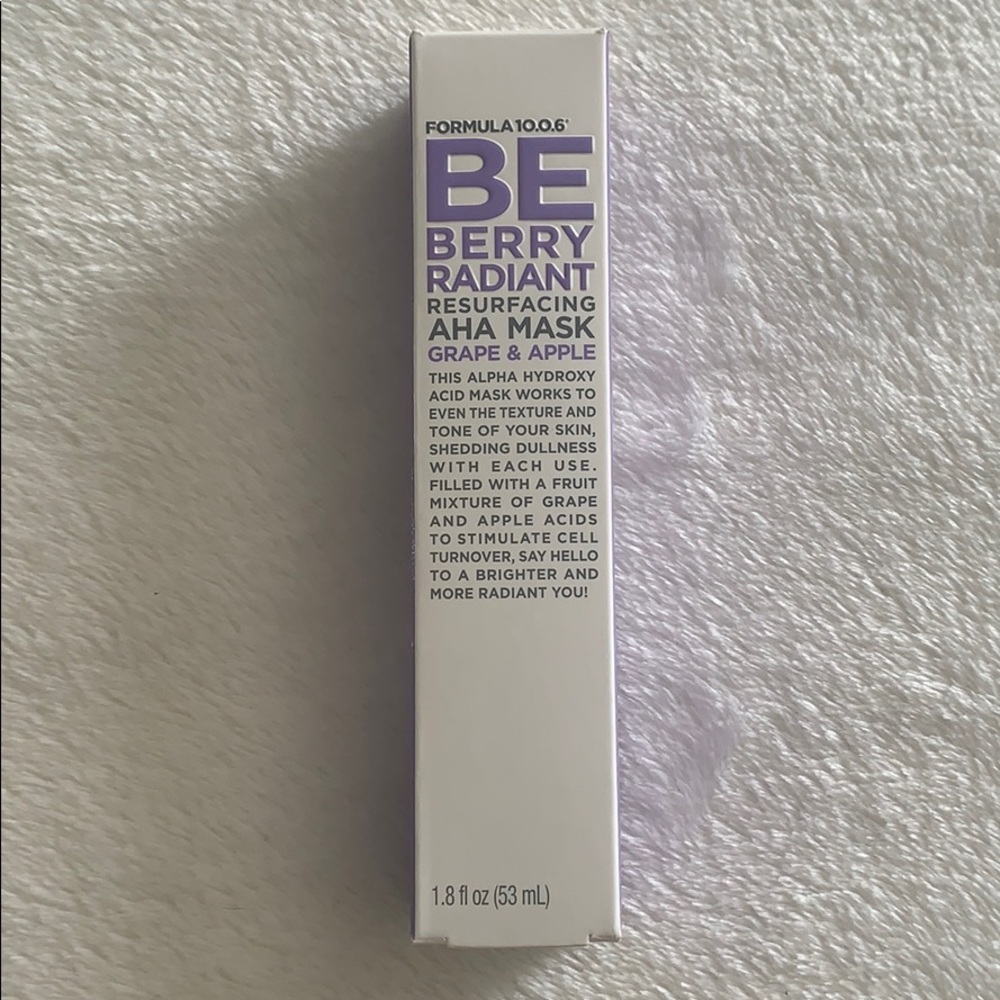 FORMULA 10.0.6
BE
BERRY
RADIANT
RESURFACING
AHA MASK
GRAPE & APPLE
THIS ALPHA HYDROXY
ACID MASK WORKS TO
EVEN THE TEXTURE AND
TONE OF YOUR SKIN,
SHEDDING DULLNESS
WITH EACH USE.
FILLED WITH A FRUIT
MIXTURE OF GRAPE
AND APPLE ACIDS
TO STIMULATE CELL
TURNOVER, SAY HELLO
TO A BRIGHTER AND
MORE RADIANT YOU!
1.8 fl oz (53 mL)